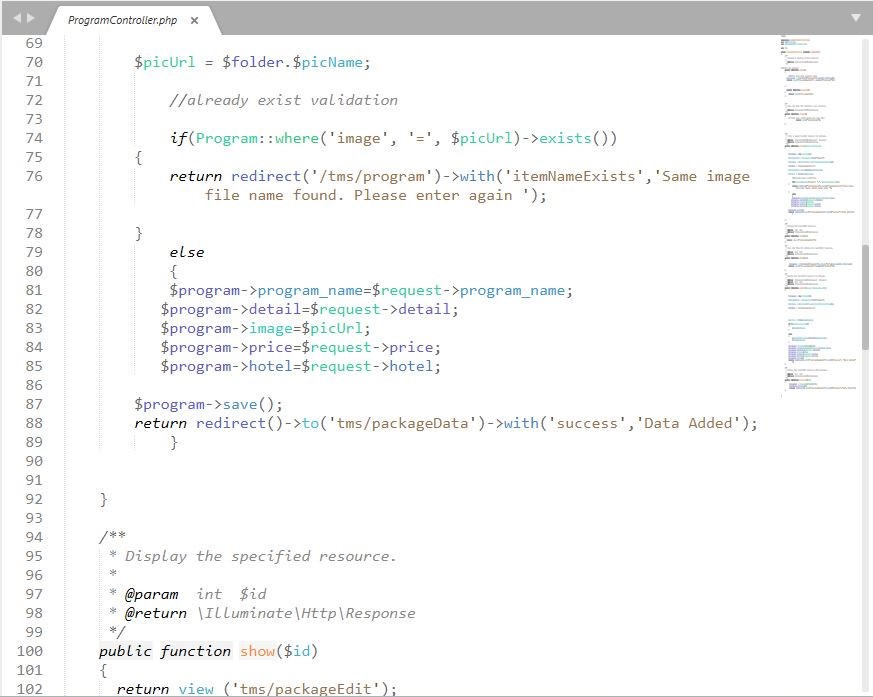 ProgramController.php ×
69
70 $picUrl = $folder.$picName;
71
72 //already exist validation
73
74 if(Program::where('image', '=', $picUrl)->exists())
75 {
76 return redirect('/tms/program')->with('itemNameExists','Same image
file name found. Please enter again ');
77
78 }
79 else
80 {
81 $program->program_name=$request->program_name;
82 $program->detail=$request->detail;
83 $program->image=$picUrl;
84 $program->price=$request->price;
85 $program->hotel=$request->hotel;
86
87 $program->save();
88 return redirect()->to('tms/packageData')->with('success','Data Added');
89 }
90
91
92 }
93
94 /**
95 * Display the specified resource.
96 *
97 * @param int $id
98 * @return \Illuminate\Http\Response
99 */
100 public function show($id)
101 {
102 return view ('tms/packageEdit');